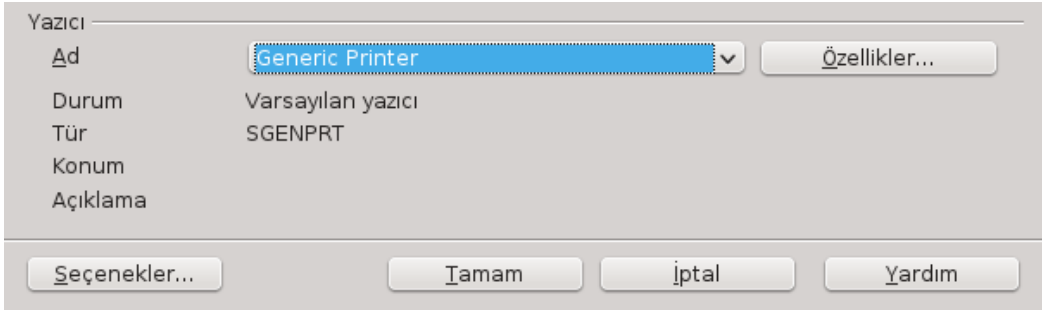 Yazıcı
Ad Generic Printer Özellikler...
Durum Varsayılan yazıcı
Tür SGENPRT
Konum
Açıklama
Seçenekler... Tamam İptal Yardım